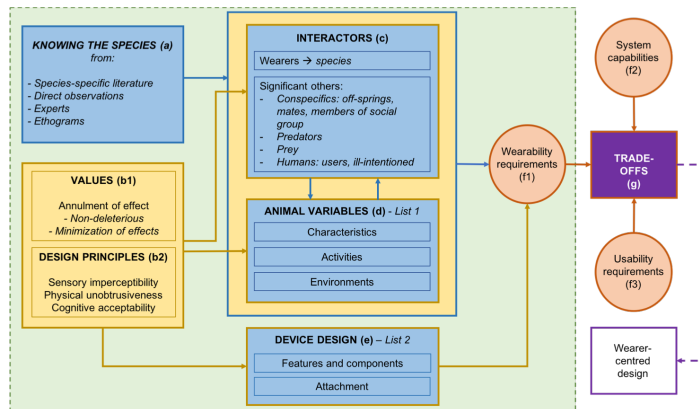 KNOWING THE SPECIES (a)
from:
- Species-specific literature
- Direct observations
- Experts
- Ethograms
VALUES (b1)
Annulment of effect
- Non-deleterious
- Minimization of effects
DESIGN PRINCIPLES (b2)
Sensory imperceptibility
Physical unobtrusiveness
Cognitive acceptability
INTERACTORS (c)
Wearers → species
Significant others:
- Conspecifics: off-springs,
mates, members of social
group
- Predators
- Prey
- Humans: users, ill-intentioned
ANIMAL VARIABLES (d) - List 1
Characteristics
Activities
Environments
DEVICE DESIGN (e) – List 2
Features and components
Attachment
Wearability
requirements
(f1)
System
capabilities
(f2)
TRADE-
OFFS
(g)
Usability
requirements
(f3)
Wearer-
centred
design